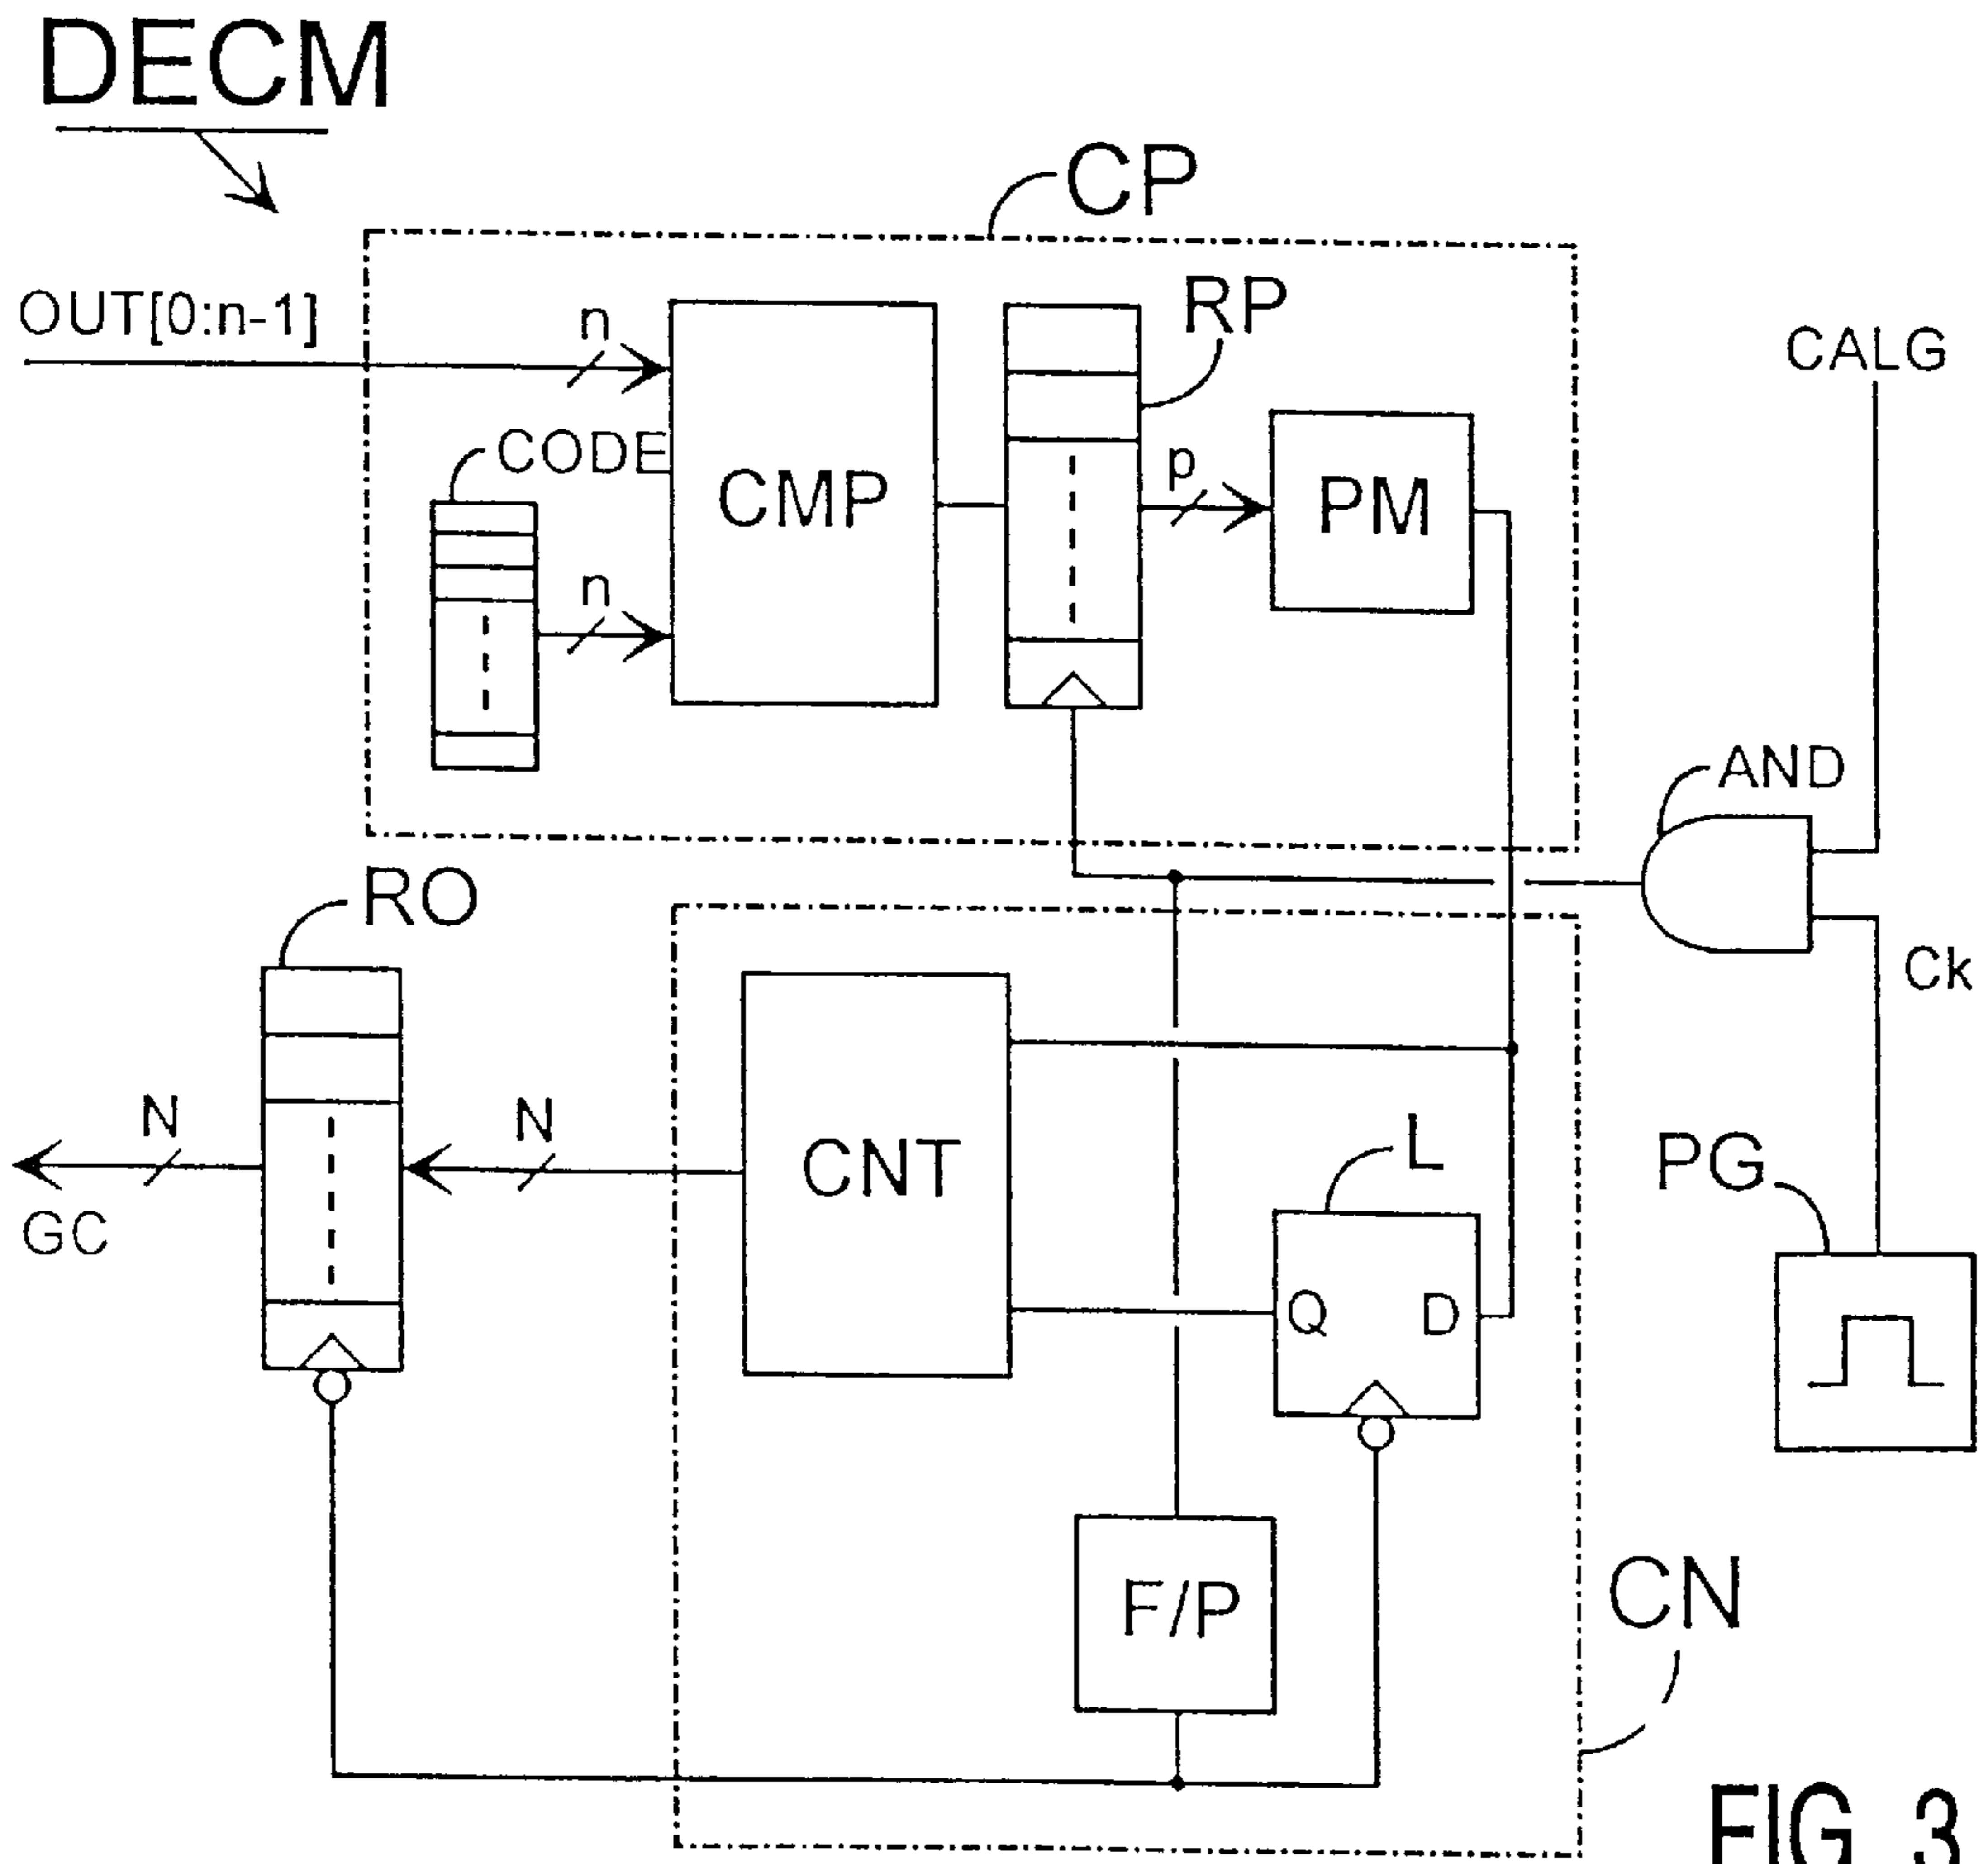 DECM
CP
OUT[0:n-1]
n
RP
CALG
CODE
CMP
p
PM
n
AND
RO
Ck
N
N
CNT
L
PG
GC
Q
D
F/P
CN
FIG. 3